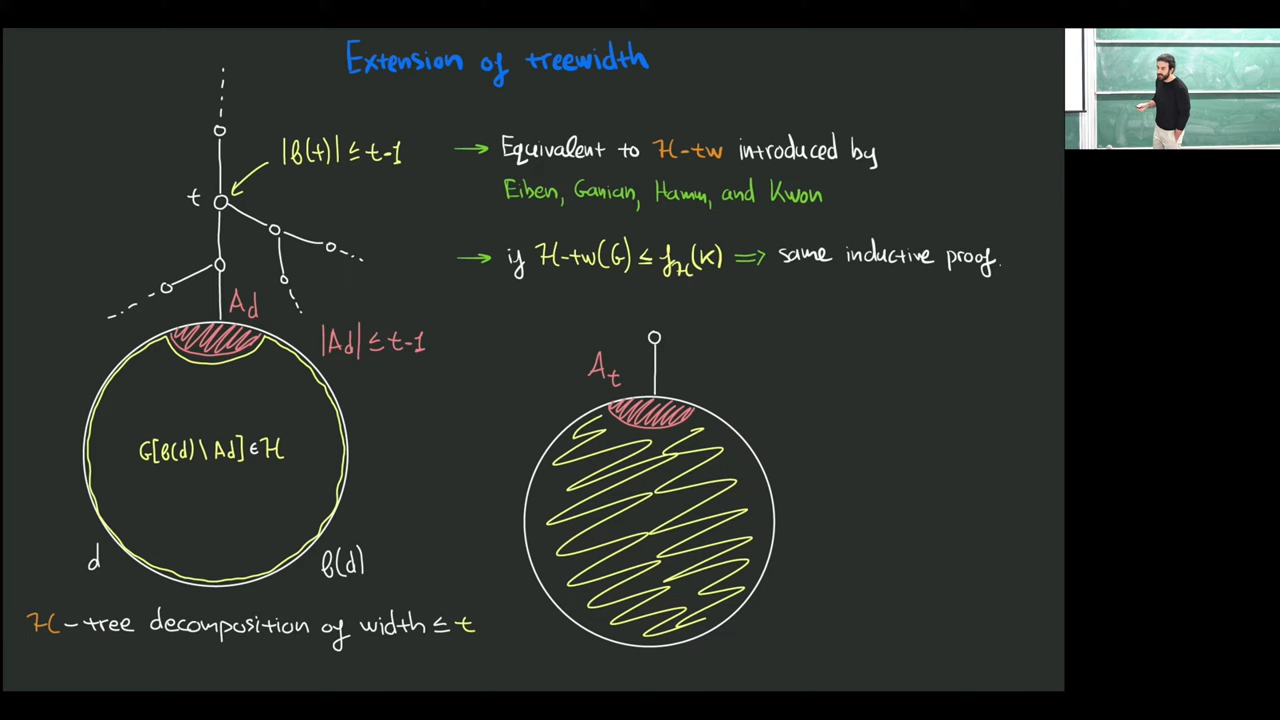 Extension of treewidth
|β(t)| ≤ t-1
t
→ Equivalent to H-tw introduced by
Eiben, Ganian, Hamm, and Kwon
→ if H-tw(G) ≤ f_H(K) ⇒ same inductive proof.
A_d
|A_d| ≤ t-1
A_t
G[β(d) \ A_d] ∈ H
d
β(d)
H-tree decomposition of width ≤ t